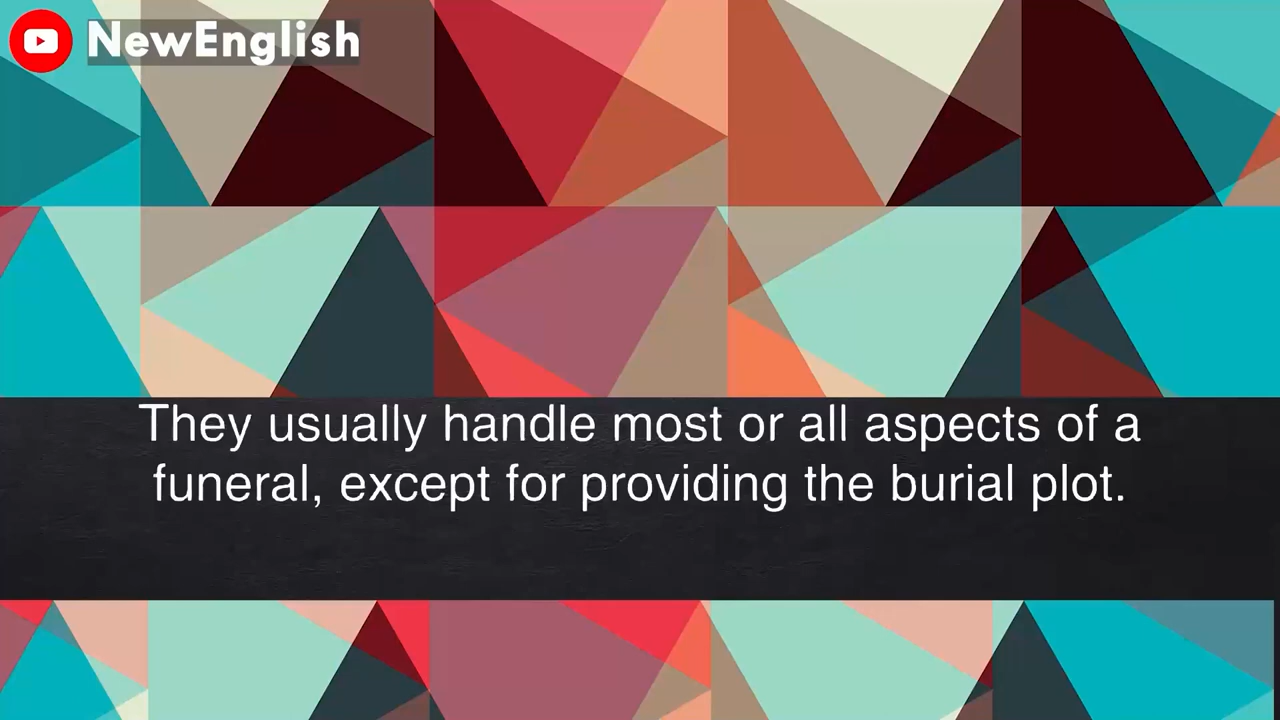 NewEnglish
They usually handle most or all aspects of a
funeral, except for providing the burial plot.